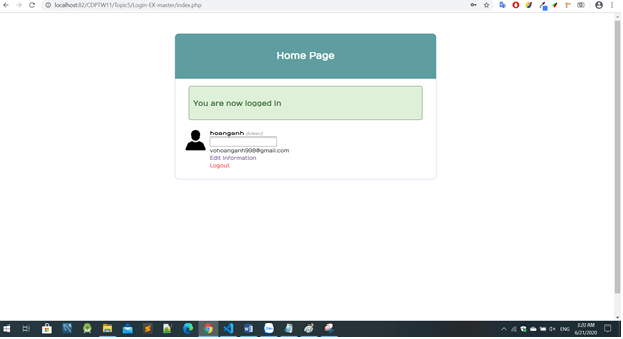 localhost:82/CDPTW11/Topic5/Login-EX-master/index.php
Home Page
You are now logged in
hoanganh (User)
vohoanganh998@gmail.com
Edit Information
Logout
ENG
3:20 AM
6/21/2020